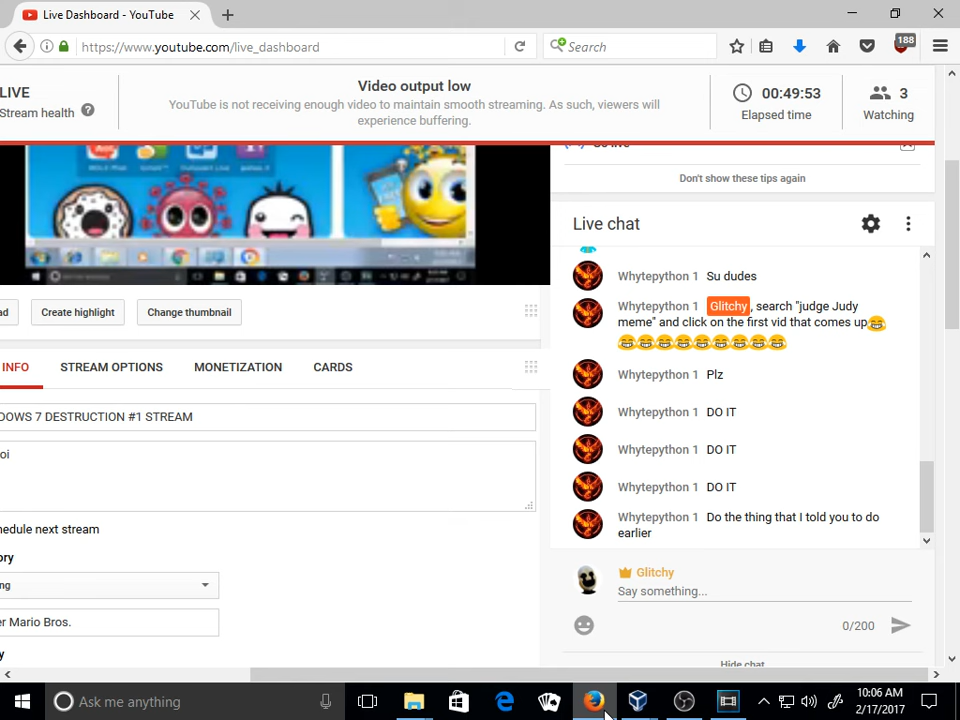 Live Dashboard - YouTube
https://www.youtube.com/live_dashboard
Search
188
LIVE
Stream health
Video output low
YouTube is not receiving enough video to maintain smooth streaming. As such, viewers will
experience buffering.
00:49:53
Elapsed time
3
Watching
Don't show these tips again
Live chat
Whytepython 1 Su dudes
Whytepython 1 Glitchy, search "judge Judy
meme" and click on the first vid that comes up😂
😂😂😂😂😂😂😂😂😂
Whytepython 1 Plz
Whytepython 1 DO IT
Whytepython 1 DO IT
Whytepython 1 DO IT
Whytepython 1 Do the thing that I told you to do
earlier
Glitchy
Say something...
0/200
Hide chat
ad
Create highlight
Change thumbnail
INFO
STREAM OPTIONS
MONETIZATION
CARDS
DOWS 7 DESTRUCTION #1 STREAM
oi
hedule next stream
ory
ng
er Mario Bros.
y
Ask me anything
10:06 AM
2/17/2017